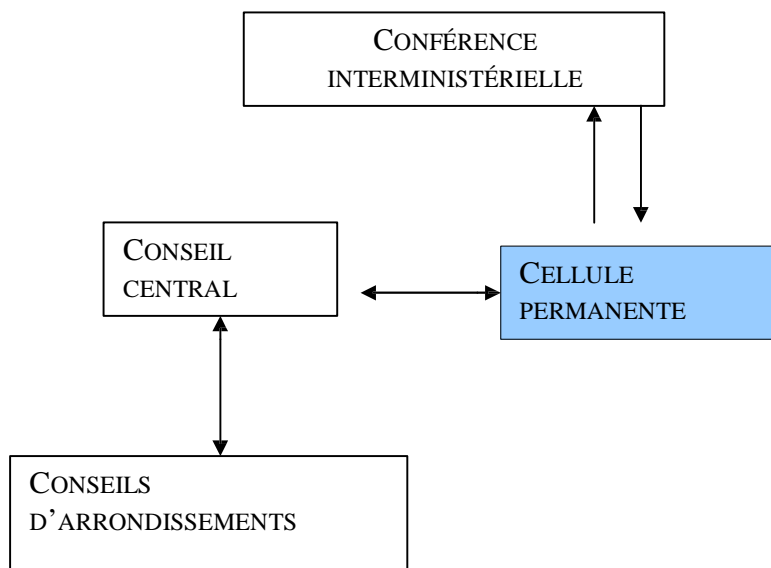 CONFÉRENCE
INTERMINISTÉRIELLE
CONSEIL
CENTRAL
CELLULE
PERMANENTE
CONSEILS
D’ARRONDISSEMENTS